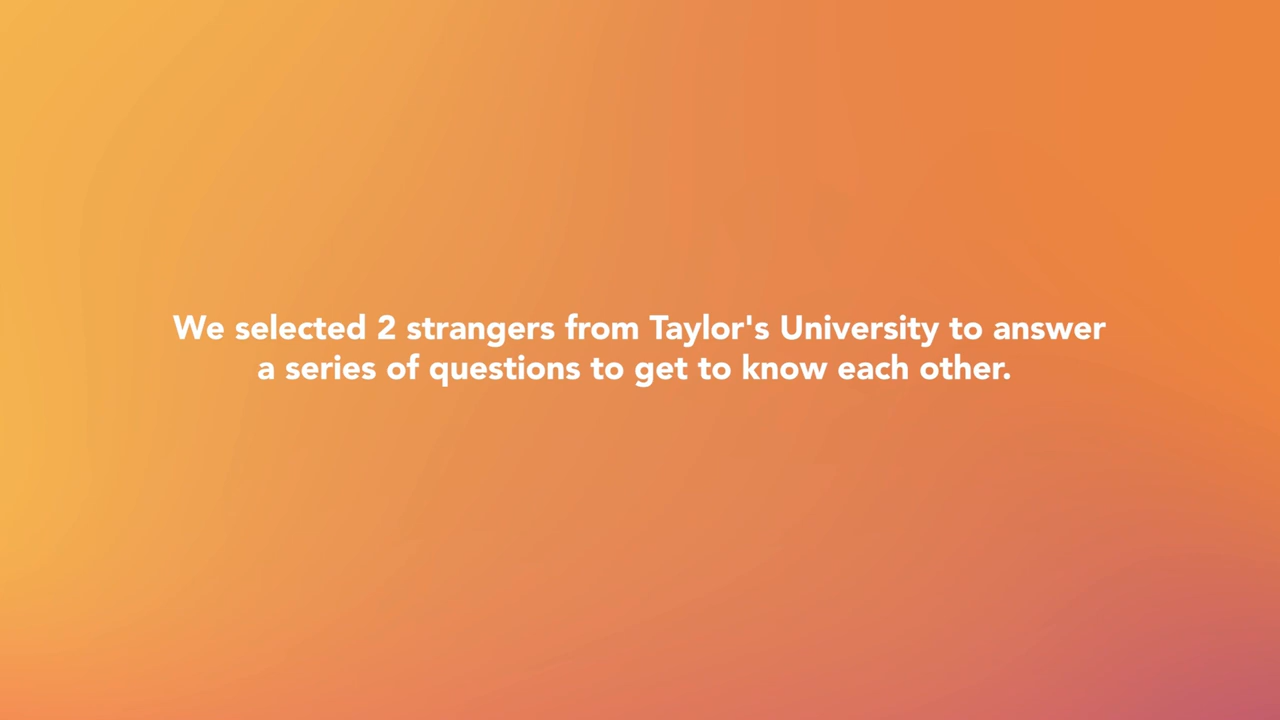 We selected 2 strangers from Taylor's University to answer
a series of questions to get to know each other.